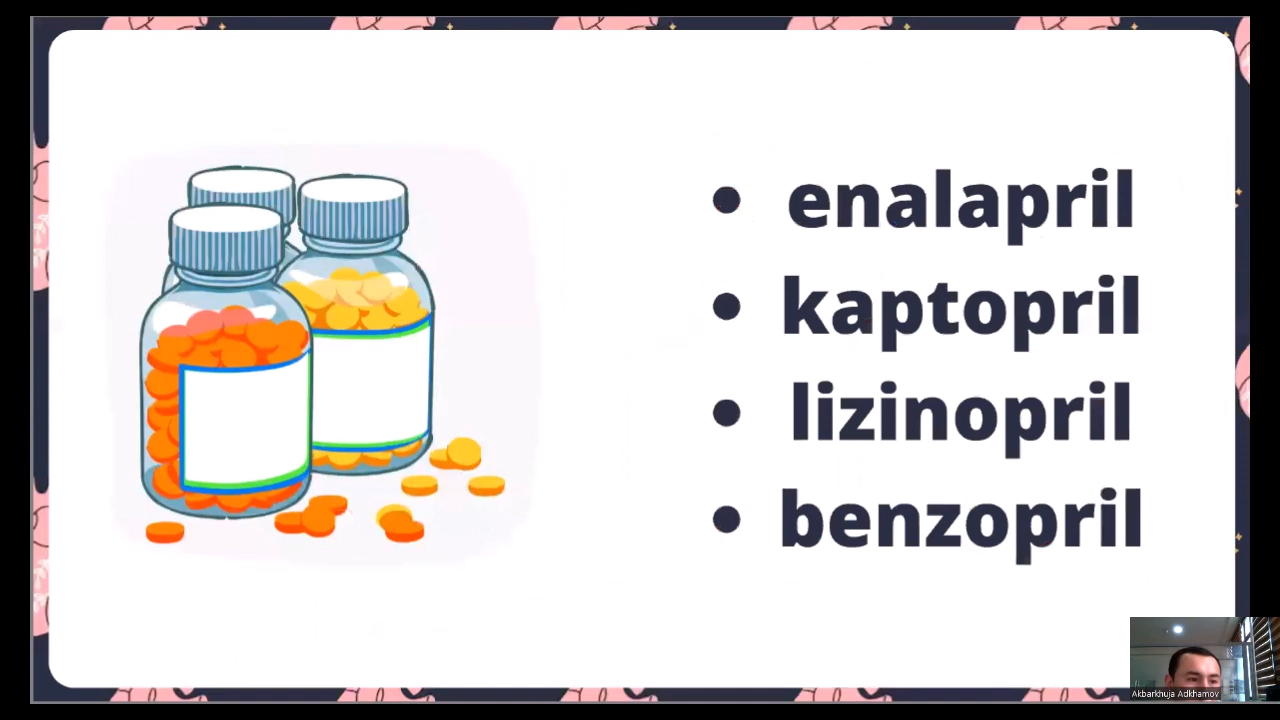 • enalapril
• kaptopril
• lizinopril
• benzopril
Akbarkhuja Adkhamov